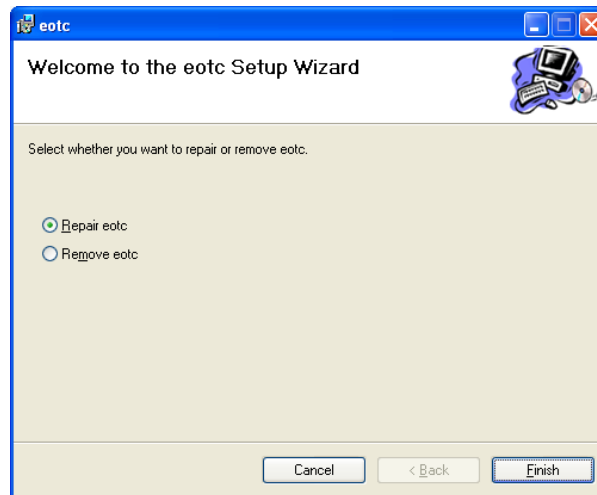 eotc
Welcome to the eotc Setup Wizard
Select whether you want to repair or remove eotc.
Repair eotc
Remove eotc
Cancel
< Back
Finish